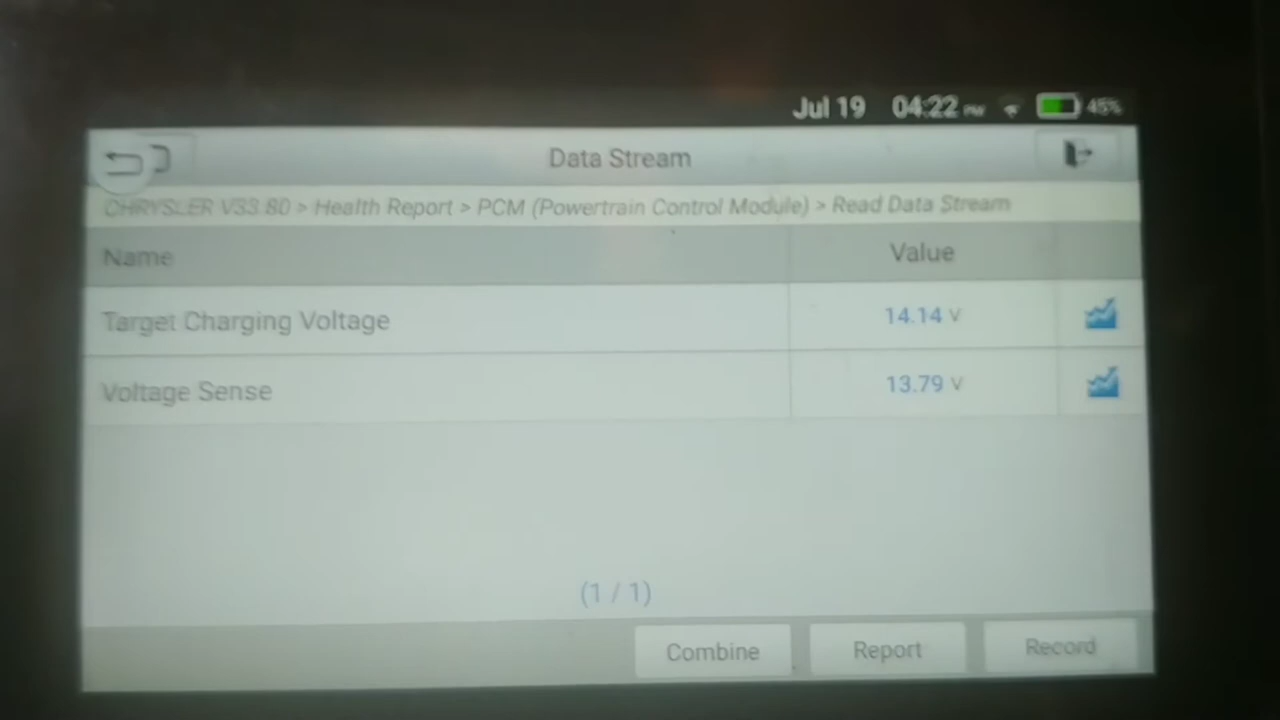 Jul 19 04:22 PM 45%
Data Stream
CHRYSLER V33.80 > Health Report > PCM (Powertrain Control Module) > Read Data Stream
Name Value
Target Charging Voltage 14.14 V
Voltage Sense 13.79 V
(1 / 1)
Combine Report Record